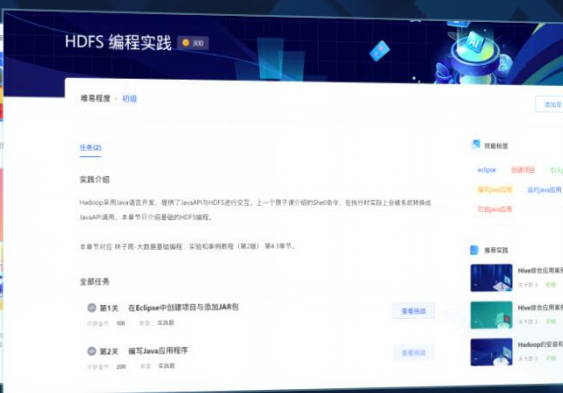 HDFS 编程实践 300
难易程度 · 初级
任务(2)
技能标签
eclipse 创建项目
实践介绍
编写java应用 运行java应用
Hadoop采用Java语言开发，提供了JavaAPI与HDFS进行交互。上一个原子课介绍的Shell命令，在执行时实际上会被系统转换成
打包java应用
JavaAPI调用。本章节只介绍基础的HDFS编程。
本章节对应 林子雨-大数据基础编程、实验和案例教程（第2版） 第4.3章节。
推荐实践
全部任务
Hive综合应用案例
第1关 在Eclipse中创建项目与添加JAR包 查看挑战
100 实践题
Hive综合应用案例
第2关 编写Java应用程序 查看挑战
200 实践题
Hadoop的安装和